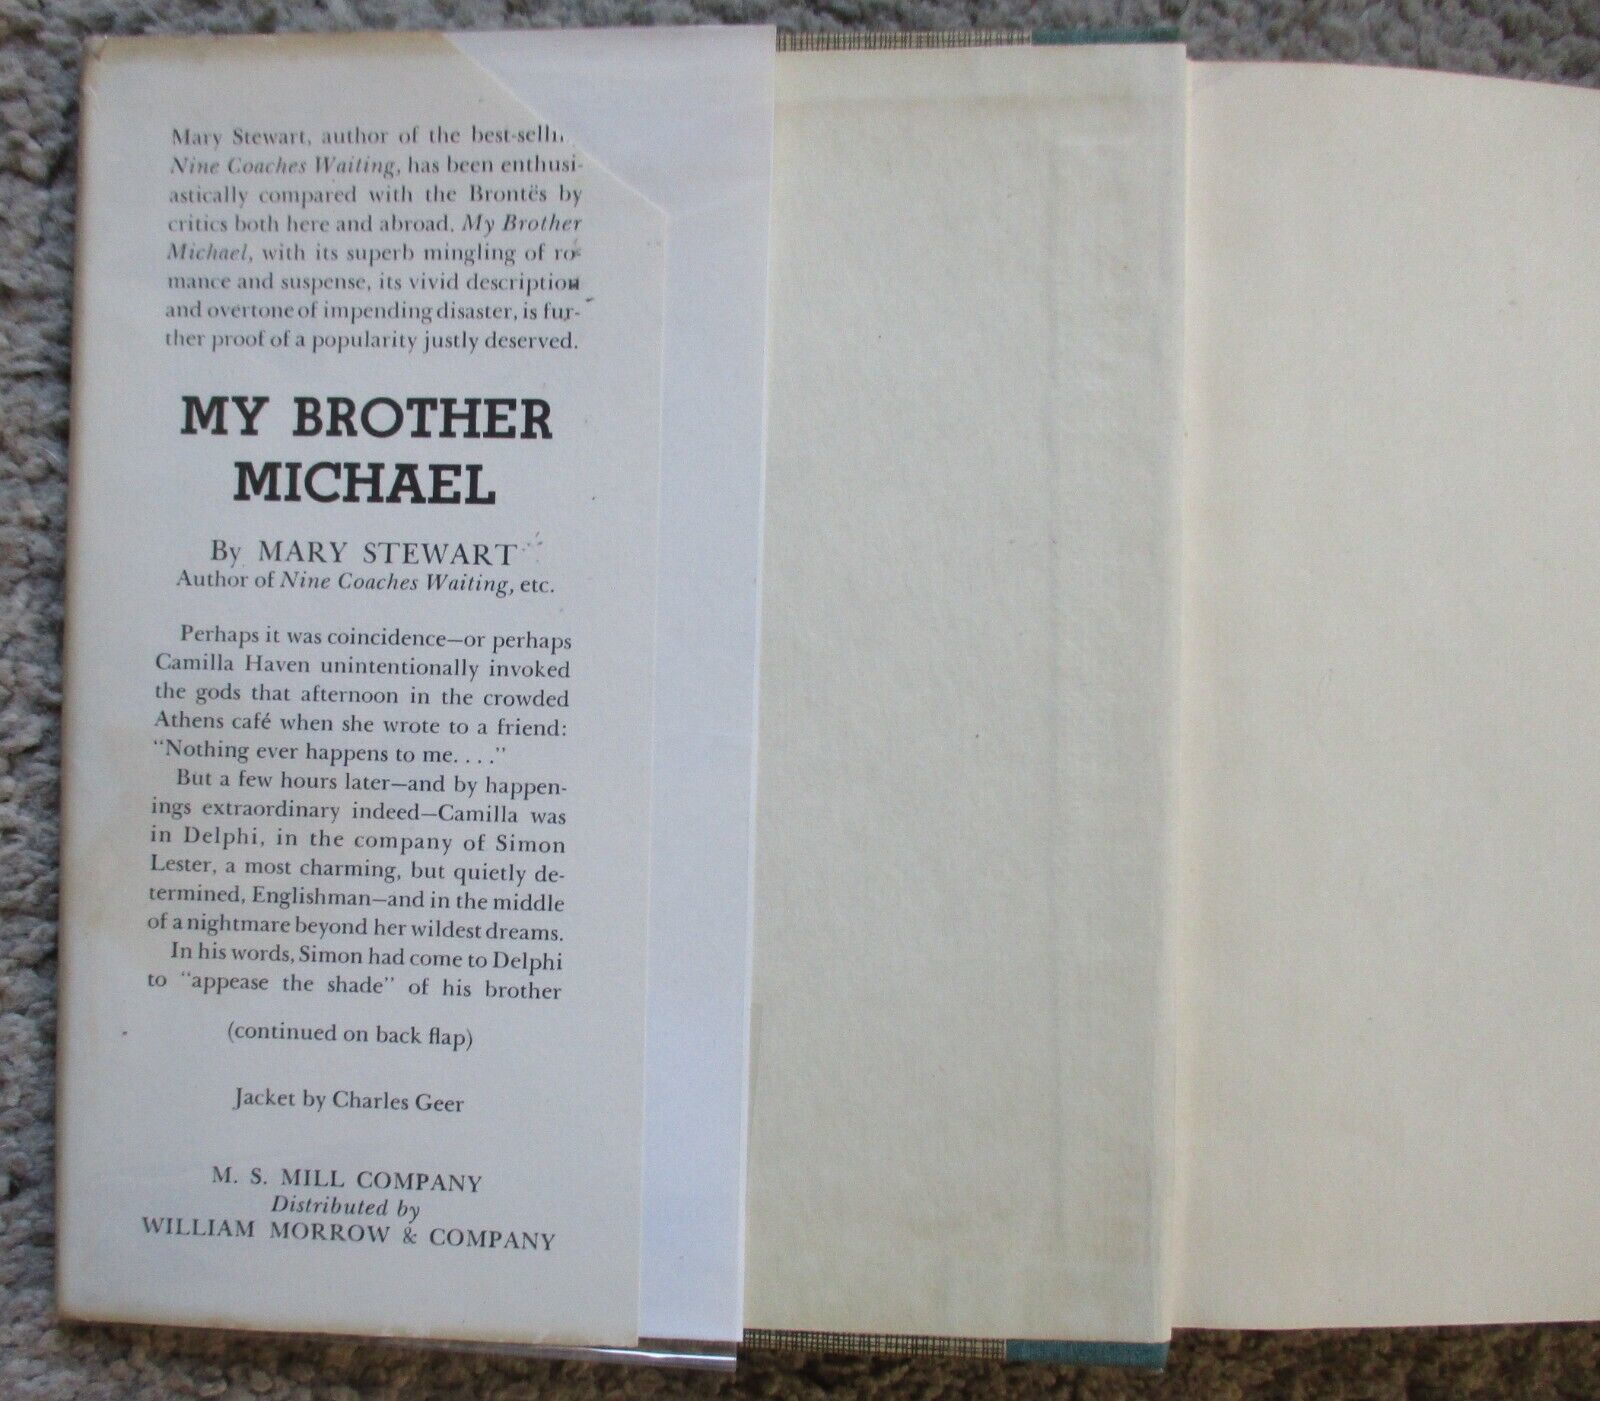 Mary Stewart, author of the
Nine Coaches Waiting, has been enthusi-
astically compared with the Brontës by
critics both here and abroad. My Brother
Michael, with its superb mingling of ro-
mance and suspense, its vivid description
and overtone of impending disaster, is fur-
ther proof of a popularity justly deserved.
MY BROTHER
MICHAEL
By MARY STEWART
Author of Nine Coaches Waiting, etc.
Perhaps it was coincidence—or perhaps
Camilla Haven unintentionally invoked
the gods that afternoon in the crowded
Athens café when she wrote to a friend:
"Nothing ever happens to me. . . ."
But a few hours later—and by happen-
ings extraordinary indeed—Camilla was
in Delphi, in the company of Simon
Lester, a most charming, but quietly de-
termined, Englishman—and in the middle
of a nightmare beyond her wildest dreams.
In his words, Simon had come to Delphi
to "appease the shade" of his brother
(continued on back flap)
Jacket by Charles Geer
M. S. MILL COMPANY
Distributed by
WILLIAM MORROW & COMPANY